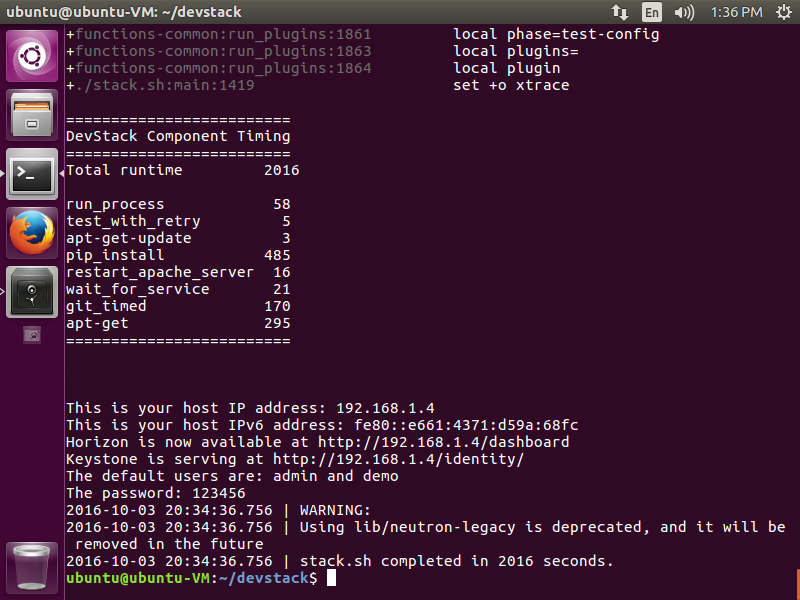 ubuntu@ubuntu-VM: ~/devstack
En
1:36 PM
+functions-common:run_plugins:1861 local phase=test-config
+functions-common:run_plugins:1863 local plugins=
+functions-common:run_plugins:1864 local plugin
+./stack.sh:main:1419 set +o xtrace
=========================
DevStack Component Timing
=========================
Total runtime 2016
run_process 58
test_with_retry 5
apt-get-update 3
pip_install 485
restart_apache_server 16
wait_for_service 21
git_timed 170
apt-get 295
=========================
This is your host IP address: 192.168.1.4
This is your host IPv6 address: fe80::e661:4371:d59a:68fc
Horizon is now available at http://192.168.1.4/dashboard
Keystone is serving at http://192.168.1.4/identity/
The default users are: admin and demo
The password: 123456
2016-10-03 20:34:36.756 | WARNING:
2016-10-03 20:34:36.756 | Using lib/neutron-legacy is deprecated, and it will be
removed in the future
2016-10-03 20:34:36.756 | stack.sh completed in 2016 seconds.
ubuntu@ubuntu-VM:~/devstack$